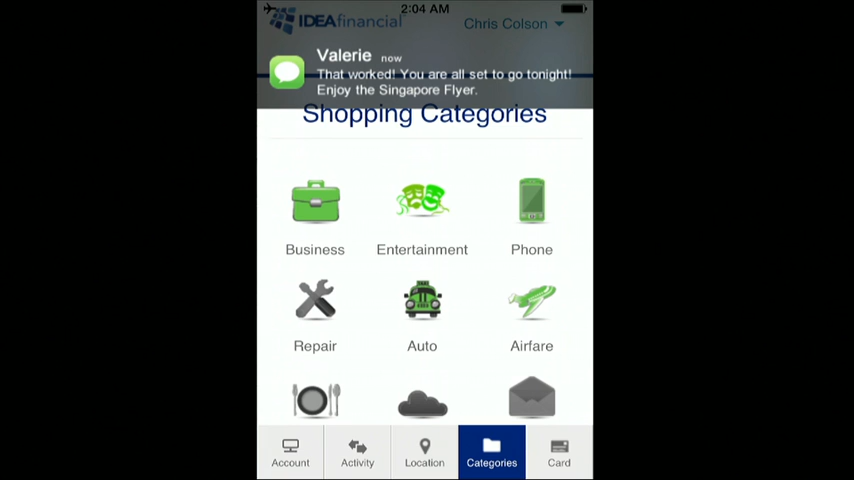 2:04 AM
IDEAfinancial
Chris Colson
Valerie now
That worked! You are all set to go tonight!
Enjoy the Singapore Flyer.
Shopping Categories
Business Entertainment Phone
TAXI
Repair Auto Airfare
Account Activity Location Categories Card